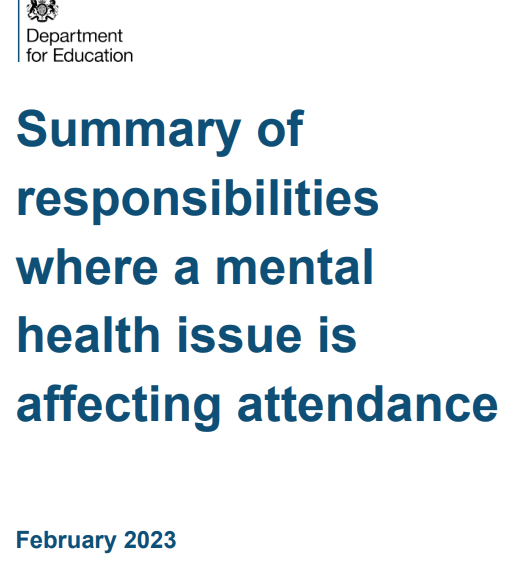 Department
for Education
Summary of
responsibilities
where a mental
health issue is
affecting attendance
February 2023